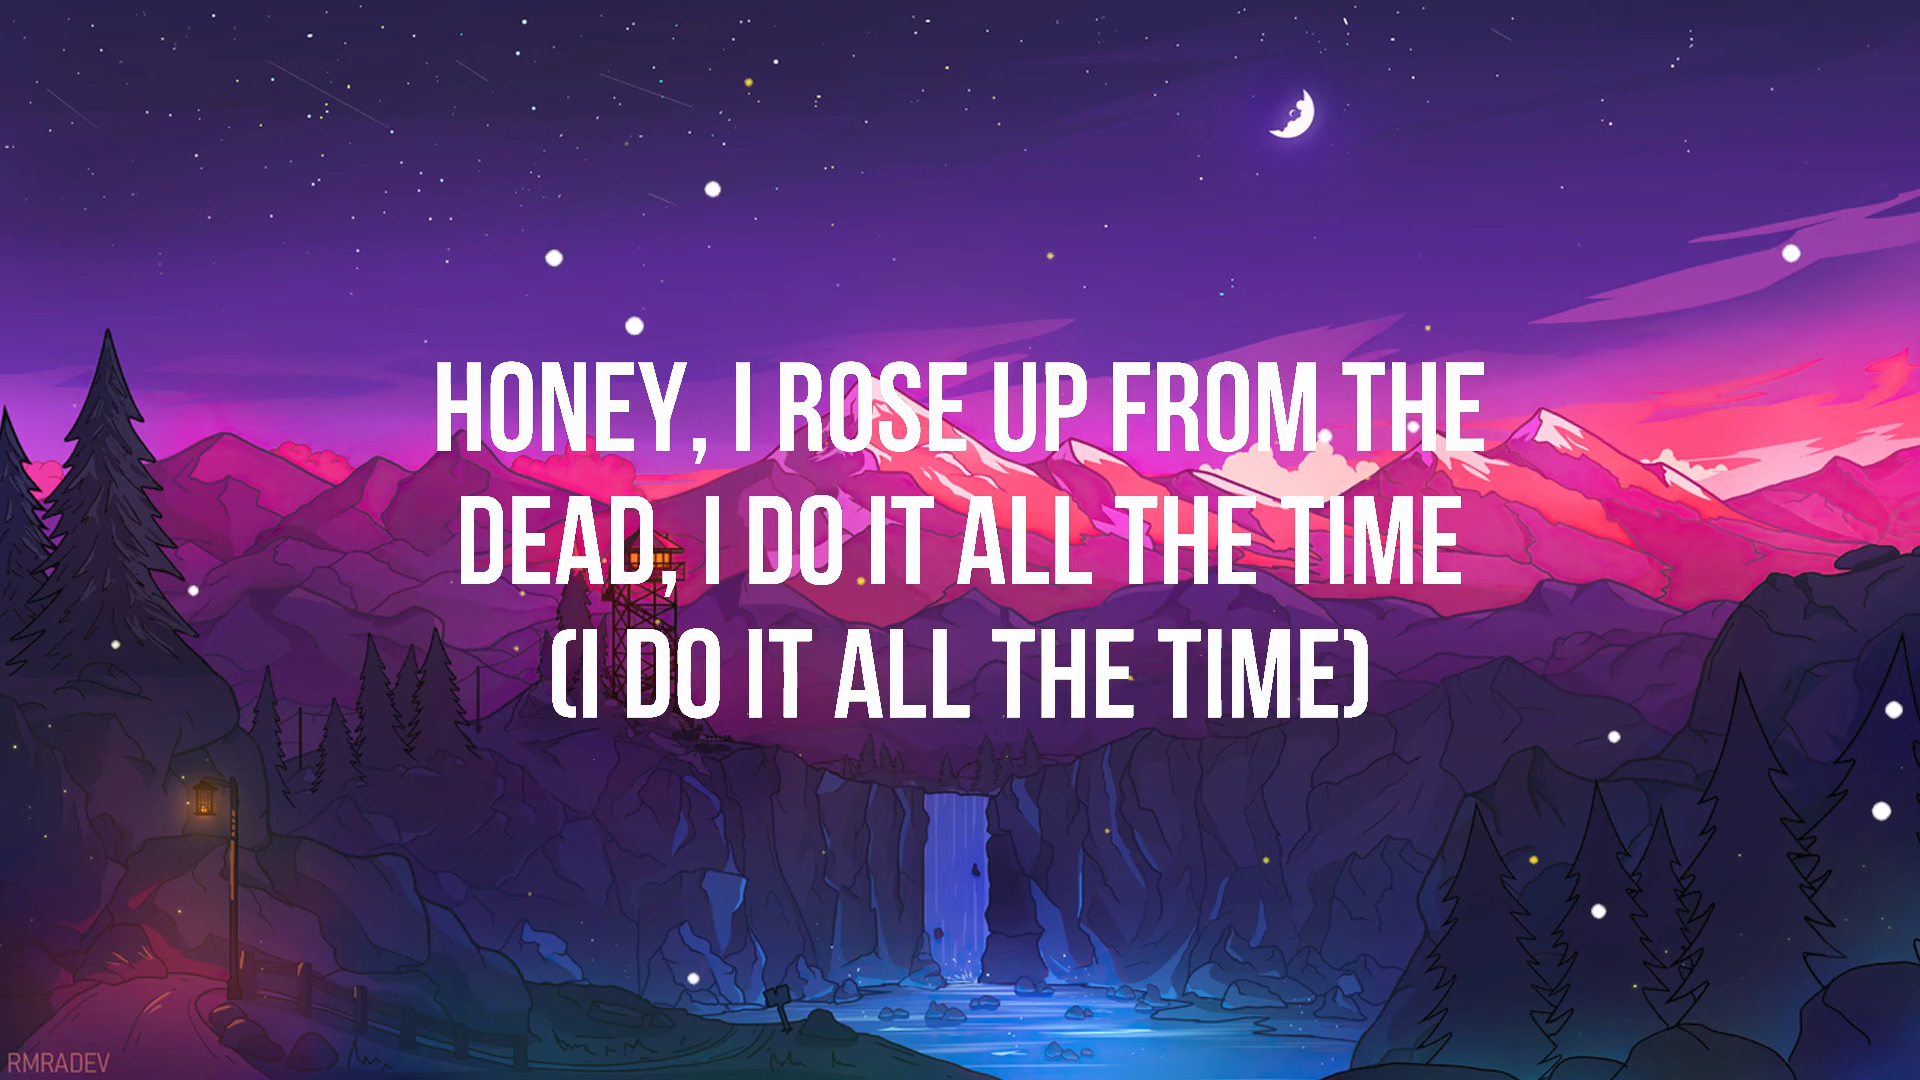 HONEY, I ROSE UP FROM THE
DEAD, I DO IT ALL THE TIME
(I DO IT ALL THE TIME)
RMRADEV